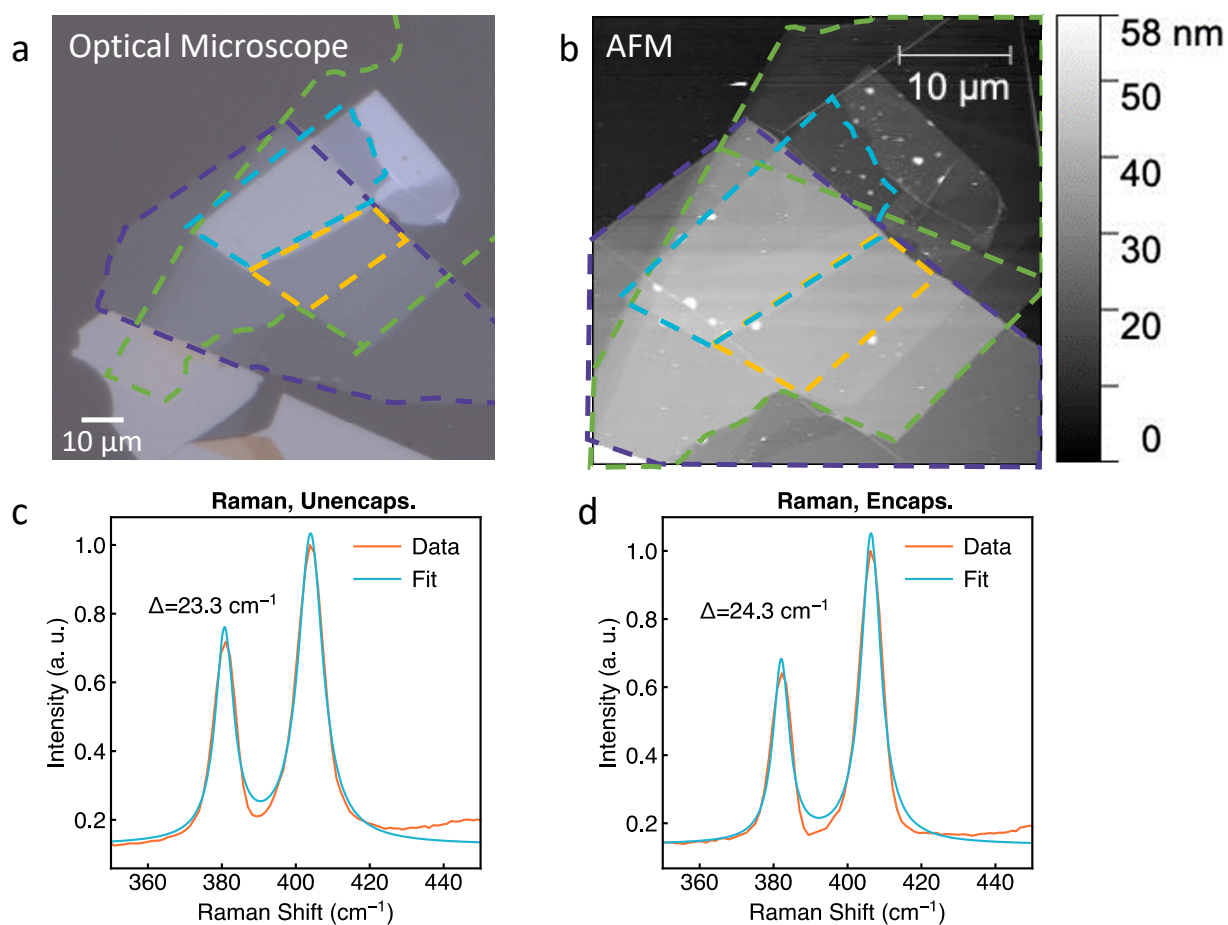 a
Optical Microscope
10 µm
b
AFM
10 µm
58 nm
50
40
30
20
10
0
c
Raman, Unencaps.
Data
Fit
Δ=23.3 cm⁻¹
Intensity (a. u.)
1.0
0.8
0.6
0.4
0.2
360 380 400 420 440
Raman Shift (cm⁻¹)
d
Raman, Encaps.
Data
Fit
Δ=24.3 cm⁻¹
Intensity (a. u.)
1.0
0.8
0.6
0.4
0.2
360 380 400 420 440
Raman Shift (cm⁻¹)